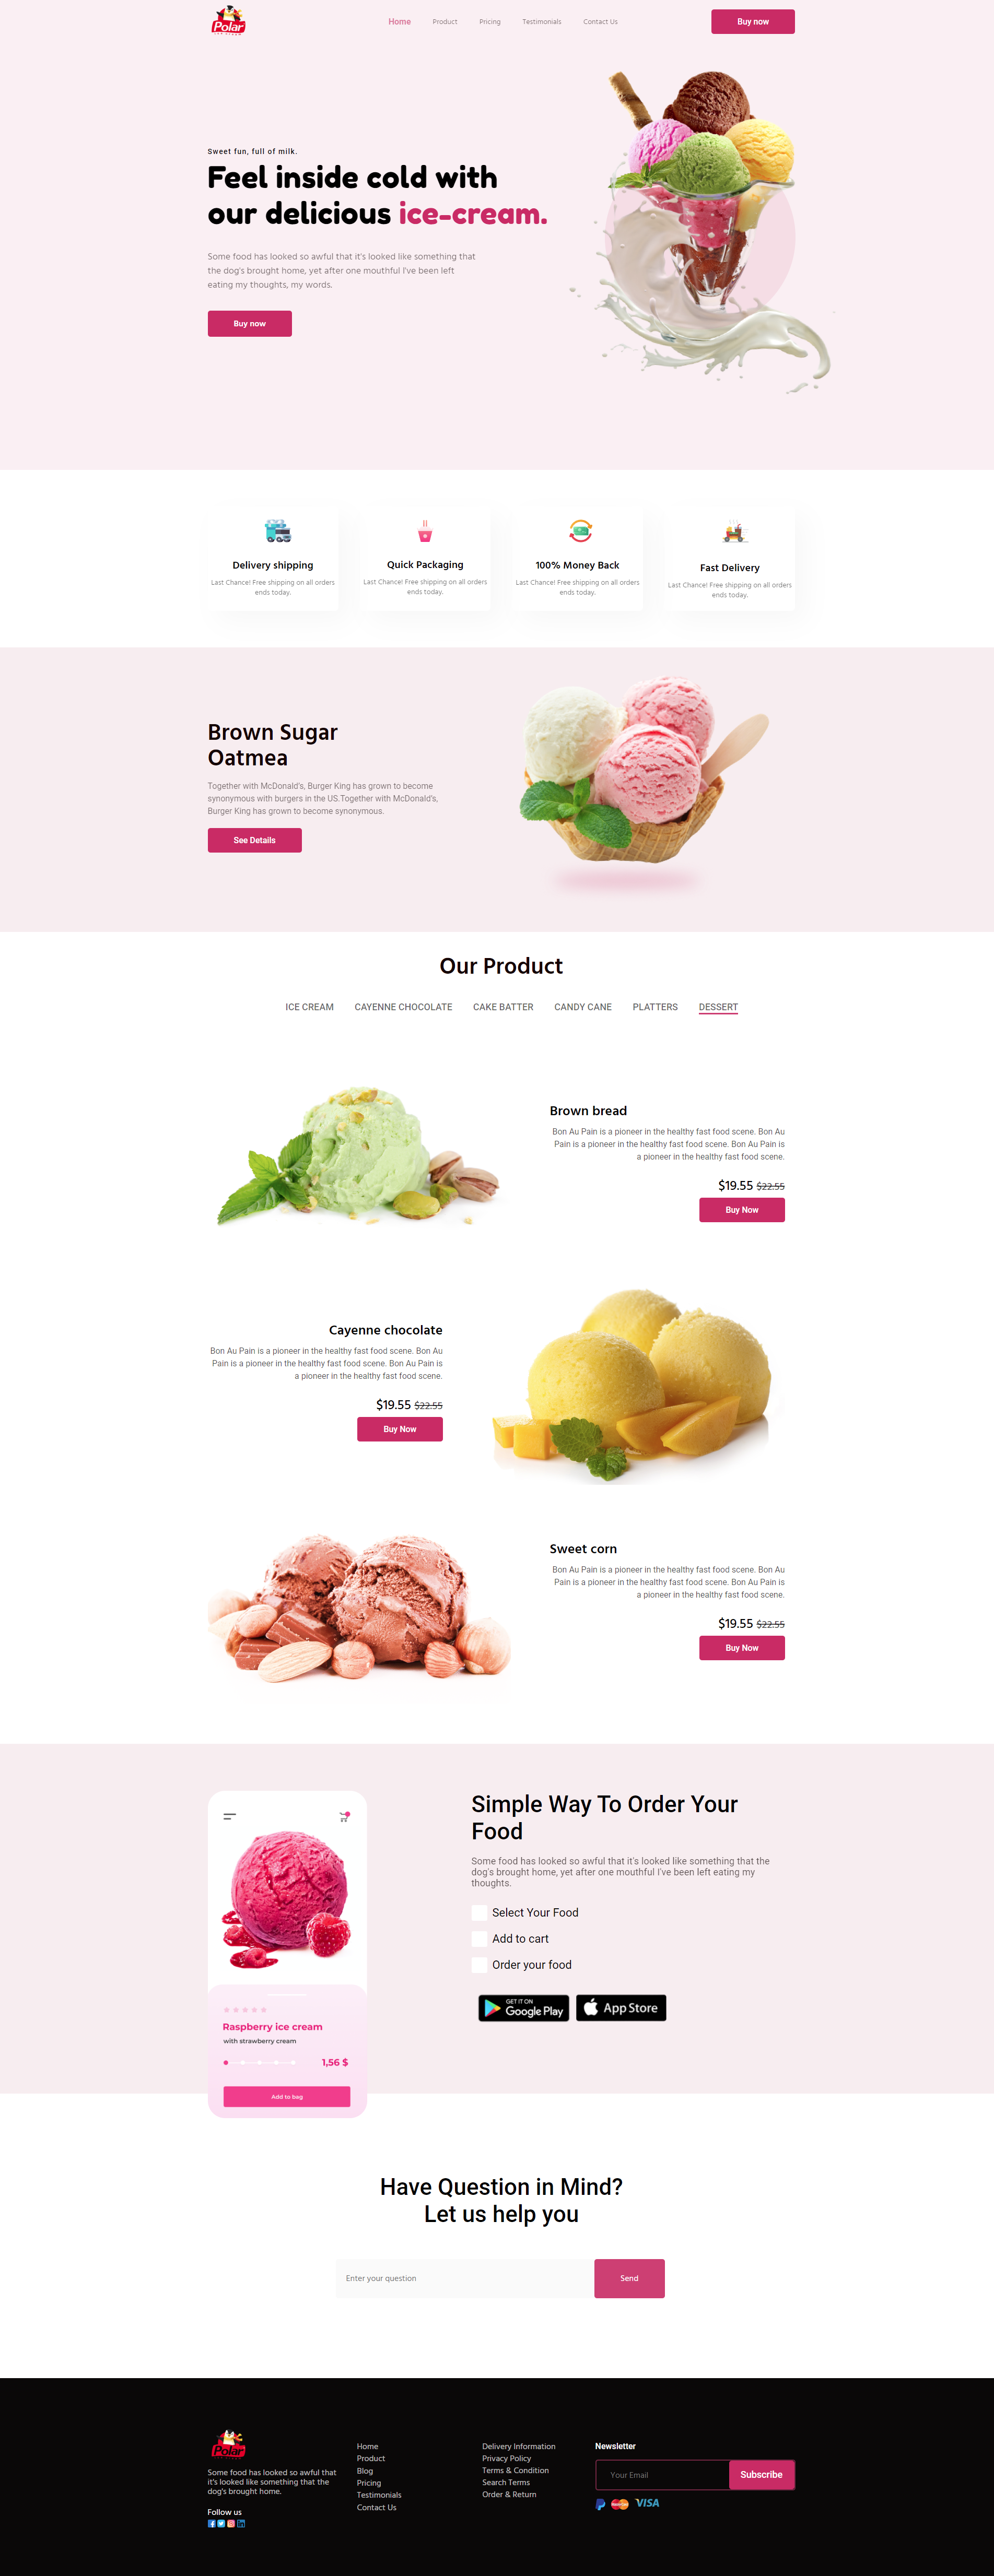 Polar
ICE CREAM
Home
Product
Pricing
Testimonials
Contact Us
Buy now
Sweet fun, full of milk.
Feel inside cold with
our delicious ice-cream.
Some food has looked so awful that it's looked like something that
the dog's brought home, yet after one mouthful I've been left
eating my thoughts, my words.
Buy now
Delivery shipping
Last Chance! Free shipping on all orders
ends today.
Quick Packaging
Last Chance! Free shipping on all orders
ends today.
100% Money Back
Last Chance! Free shipping on all orders
ends today.
Fast Delivery
Last Chance! Free shipping on all orders
ends today.
Brown Sugar
Oatmea
Together with McDonald's, Burger King has grown to become
synonymous with burgers in the US.Together with McDonald's,
Burger King has grown to become synonymous.
See Details
Our Product
ICE CREAM
CAYENNE CHOCOLATE
CAKE BATTER
CANDY CANE
PLATTERS
DESSERT
Brown bread
Bon Au Pain is a pioneer in the healthy fast food scene. Bon Au
Pain is a pioneer in the healthy fast food scene. Bon Au Pain is
a pioneer in the healthy fast food scene.
$19.55 $22.55
Buy Now
Cayenne chocolate
Bon Au Pain is a pioneer in the healthy fast food scene. Bon Au
Pain is a pioneer in the healthy fast food scene. Bon Au Pain is
a pioneer in the healthy fast food scene.
$19.55 $22.55
Buy Now
Sweet corn
Bon Au Pain is a pioneer in the healthy fast food scene. Bon Au
Pain is a pioneer in the healthy fast food scene. Bon Au Pain is
a pioneer in the healthy fast food scene.
$19.55 $22.55
Buy Now
Raspberry ice cream
with strawberry cream
1,56 $
Add to bag
Simple Way To Order Your
Food
Some food has looked so awful that it's looked like something that the
dog's brought home, yet after one mouthful I've been left eating my
thoughts.
Select Your Food
Add to cart
Order your food
GET IT ON
Google Play
App Store
Have Question in Mind?
Let us help you
Enter your question
Send
Polar
Some food has looked so awful that
it's looked like something that the
dog's brought home.
Follow us
Home
Product
Blog
Pricing
Testimonials
Contact Us
Delivery Information
Privacy Policy
Terms & Condition
Search Terms
Order & Return
Newsletter
Your Email
Subscribe
VISA